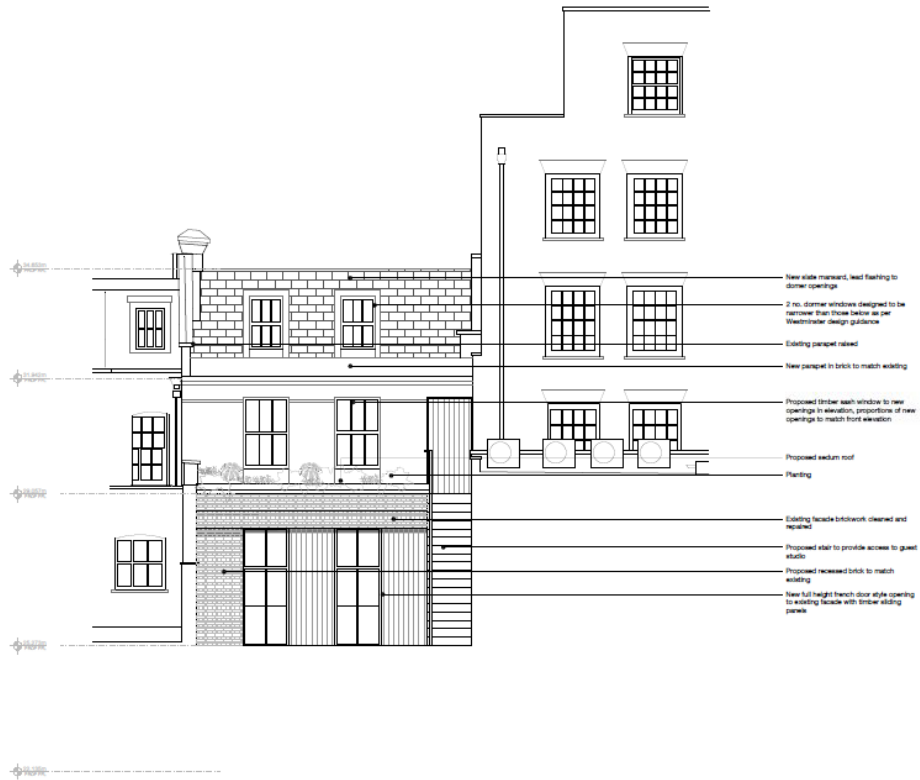 New slate mansard, lead flashing to
dormer openings
2 no. dormer windows designed to be
narrower than those below as per
Westminster design guidance
Existing parapet raised
New parapet in brick to match existing
Proposed timber sash window to new
openings in elevation, proportions of new
openings to match front elevation
Proposed sedum roof
Planting
Existing facade brickwork cleaned and
repaired
Proposed stair to provide access to guest
studio
Proposed recessed brick to match
existing
New full height french door style opening
to existing facade with timber sliding
panels